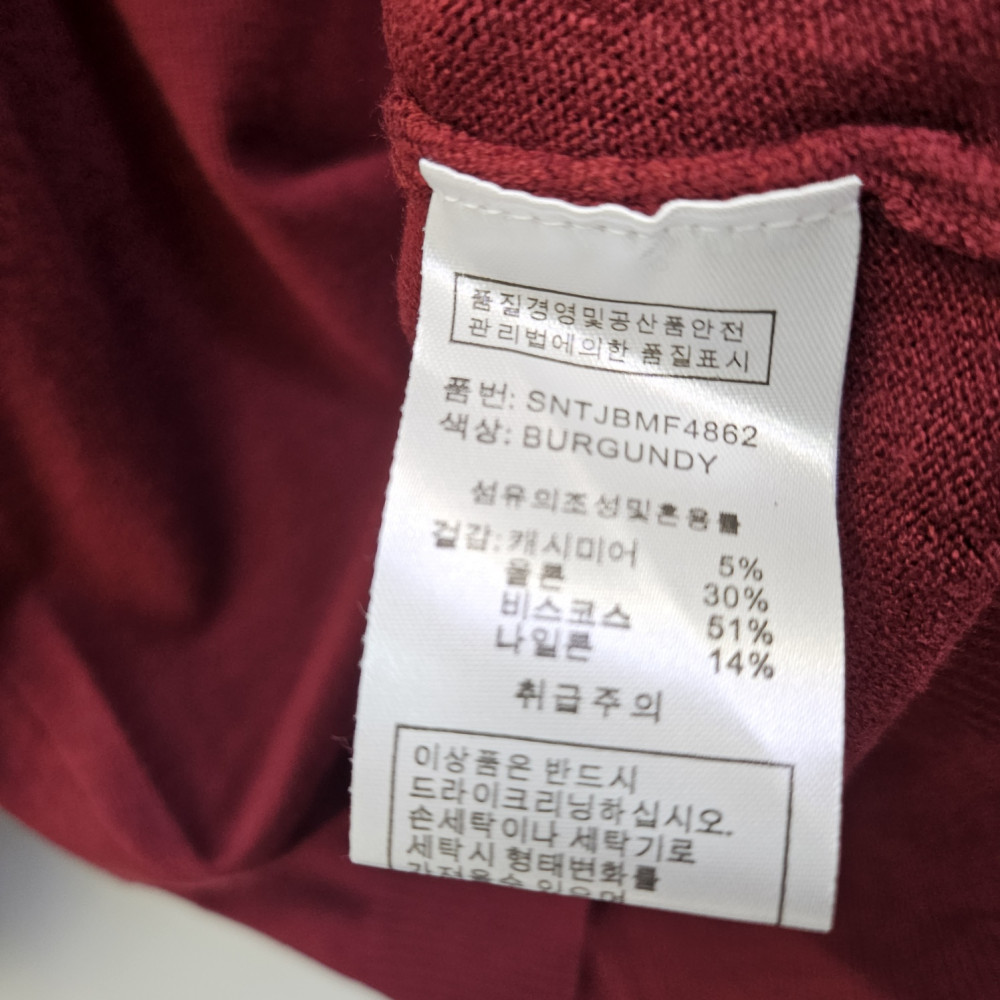 품질경영및공산품안전
관리법에의한 품질표시
품번: SNTJBMF4862
색상: BURGUNDY
섬유의조성및혼용률
겉감: 캐시미어 5%
울론 30%
비스코스 51%
나일론 14%
취급주의
이상품은 반드시
드라이크리닝하십시오.
손세탁이나 세탁기로
세탁시 형태변화를